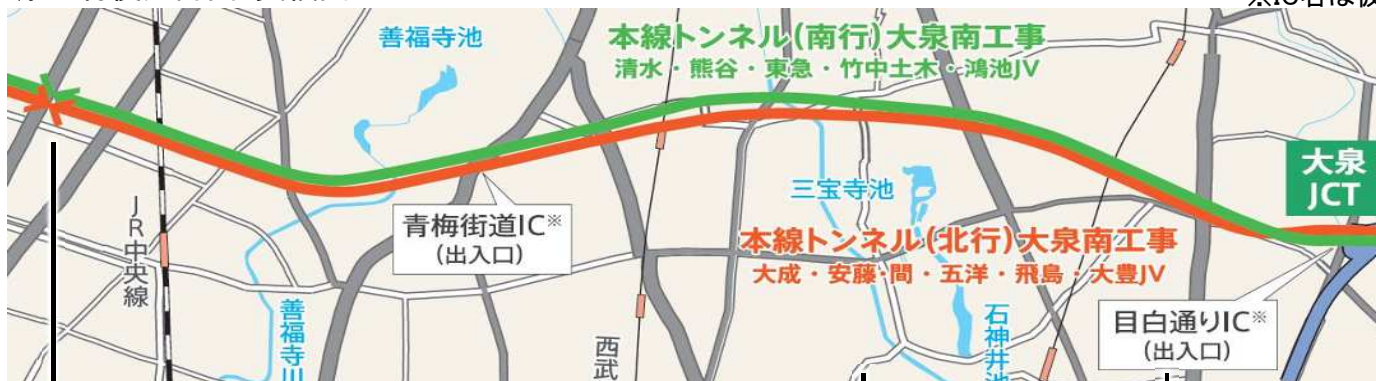 ※IC名は仮
善福寺池
本線トンネル(南行)大泉南工事
清水・熊谷・東急・竹中土木・鴻池JV
大泉
JCT
三宝寺池
JR中央線
青梅街道IC※
(出入口)
本線トンネル(北行)大泉南工事
大成・安藤・間・五洋・飛島・大豊JV
善福寺川
西武
石神井池
目白通りIC※
(出入口)